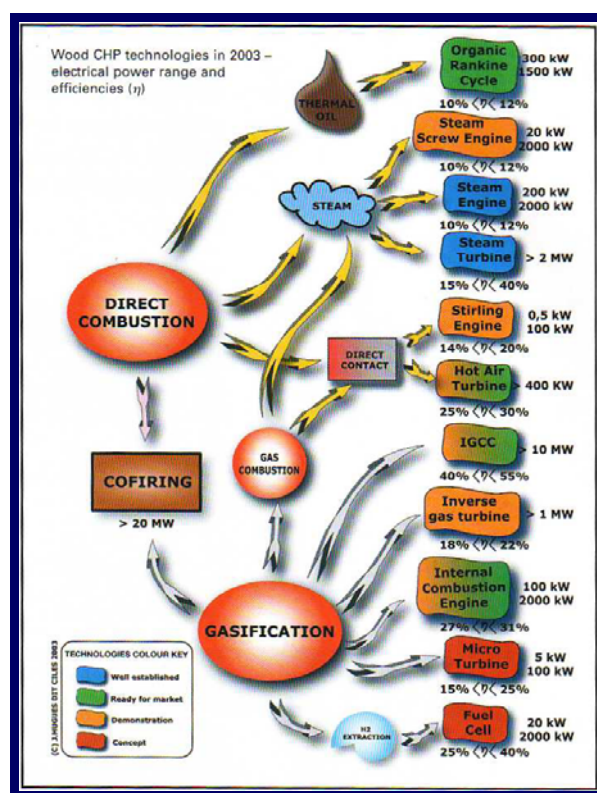 Wood CHP technologies in 2003 –
electrical power range and
efficiencies (η)
THERMAL
OIL
Organic
Rankine
Cycle
300 kW
1500 kW
10% < η < 12%
Steam
Screw Engine
20 kW
2000 kW
10% < η < 12%
STEAM
Steam
Engine
200 kW
2000 kW
10% < η < 12%
Steam
Turbine
> 2 MW
15% < η < 40%
DIRECT
COMBUSTION
Stirling
Engine
0,5 kW
100 kW
14% < η < 20%
DIRECT
CONTACT
Hot Air
Turbine
> 400 KW
25% < η < 30%
GAS
COMBUSTION
IGCC
> 10 MW
40% < η < 55%
COFIRING
> 20 MW
Inverse
gas turbine
> 1 MW
18% < η < 22%
Internal
Combustion
Engine
100 kW
2000 kW
27% < η < 31%
GASIFICATION
Micro
Turbine
5 kW
100 kW
15% < η < 25%
H2
EXTRACTION
Fuel
Cell
20 kW
2000 kW
25% < η < 40%
TECHNOLOGIES COLOUR KEY
Well established
Ready for market
Demonstration
Concept
(C) J.HUGUES DIT CILES 2003